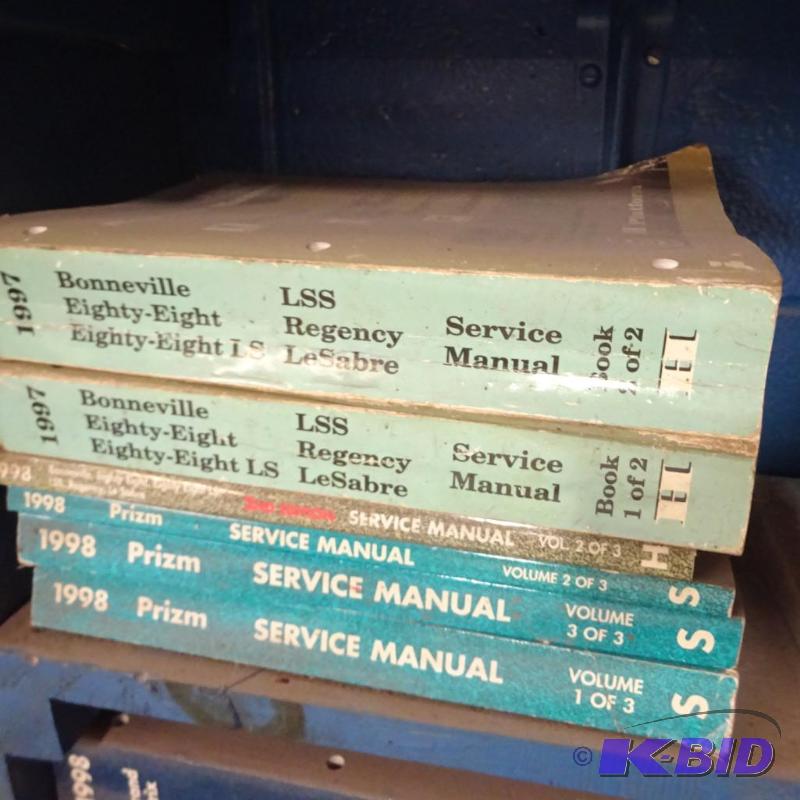 1997 Bonneville LSS
Eighty-Eight Regency Service Book
Eighty-Eight LS LeSabre Manual 2 of 2 H
1997 Bonneville LSS
Eighty-Eight Regency Service Book
Eighty-Eight LS LeSabre Manual 1 of 2 H
1998 2ND EDITION SERVICE MANUAL VOL. 2 OF 3 H
1998 Prizm SERVICE MANUAL VOLUME 2 OF 3 S
1998 Prizm SERVICE MANUAL VOLUME
3 OF 3 S
1998 Prizm SERVICE MANUAL VOLUME
1 OF 3 S
1998
© K-BID